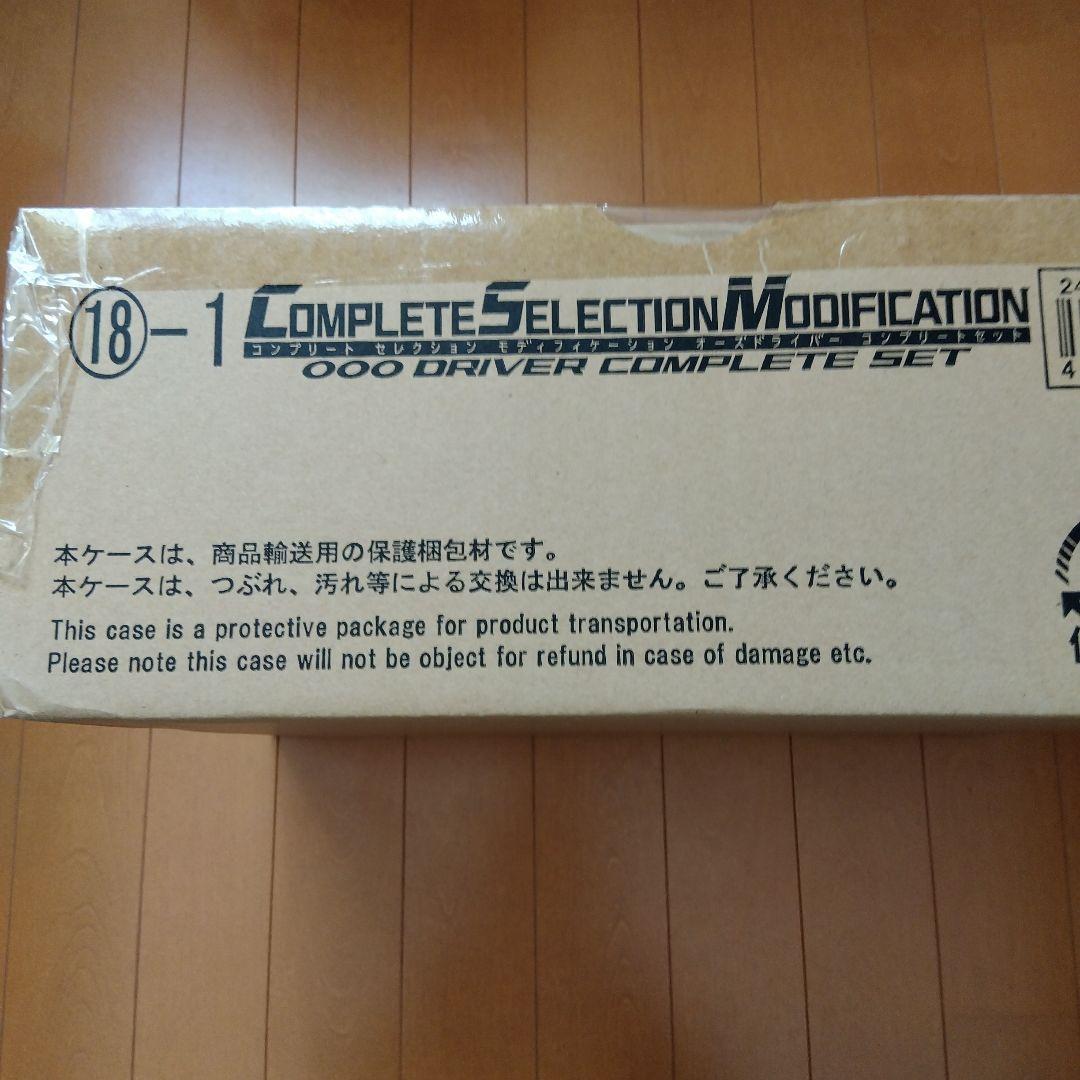 ⑱-1 COMPLETE SELECTION MODIFICATION
コンプリート セレクション モディフィケーション オーズドライバー コンプリートセット
OOO DRIVER COMPLETE SET
24
4
本ケースは、商品輸送用の保護梱包材です。
本ケースは、つぶれ、汚れ等による交換は出来ません。ご了承ください。
This case is a protective package for product transportation.
Please note this case will not be object for refund in case of damage etc.